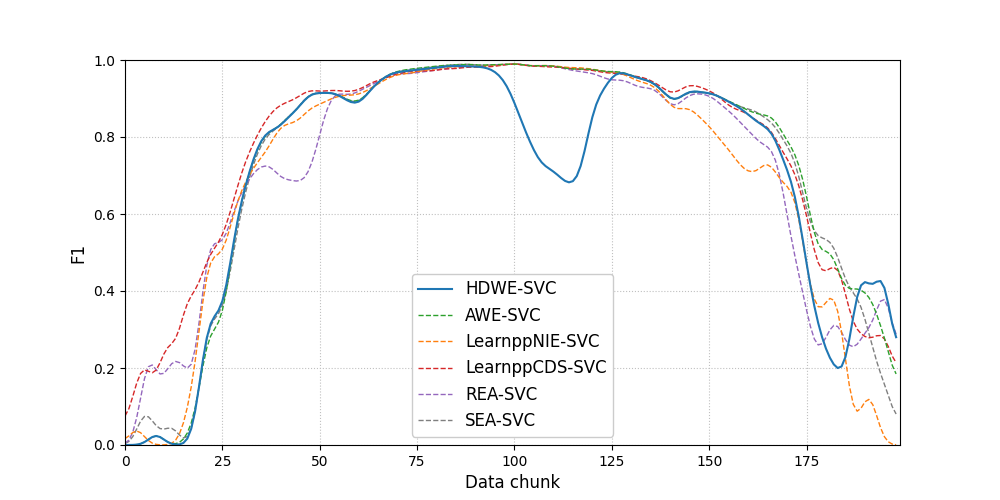 1.0
0.8
0.6
0.4
0.2
0.0
F1
HDWE-SVC
AWE-SVC
LearnppNIE-SVC
LearnppCDS-SVC
REA-SVC
SEA-SVC
0 25 50 75 100 125 150 175
Data chunk